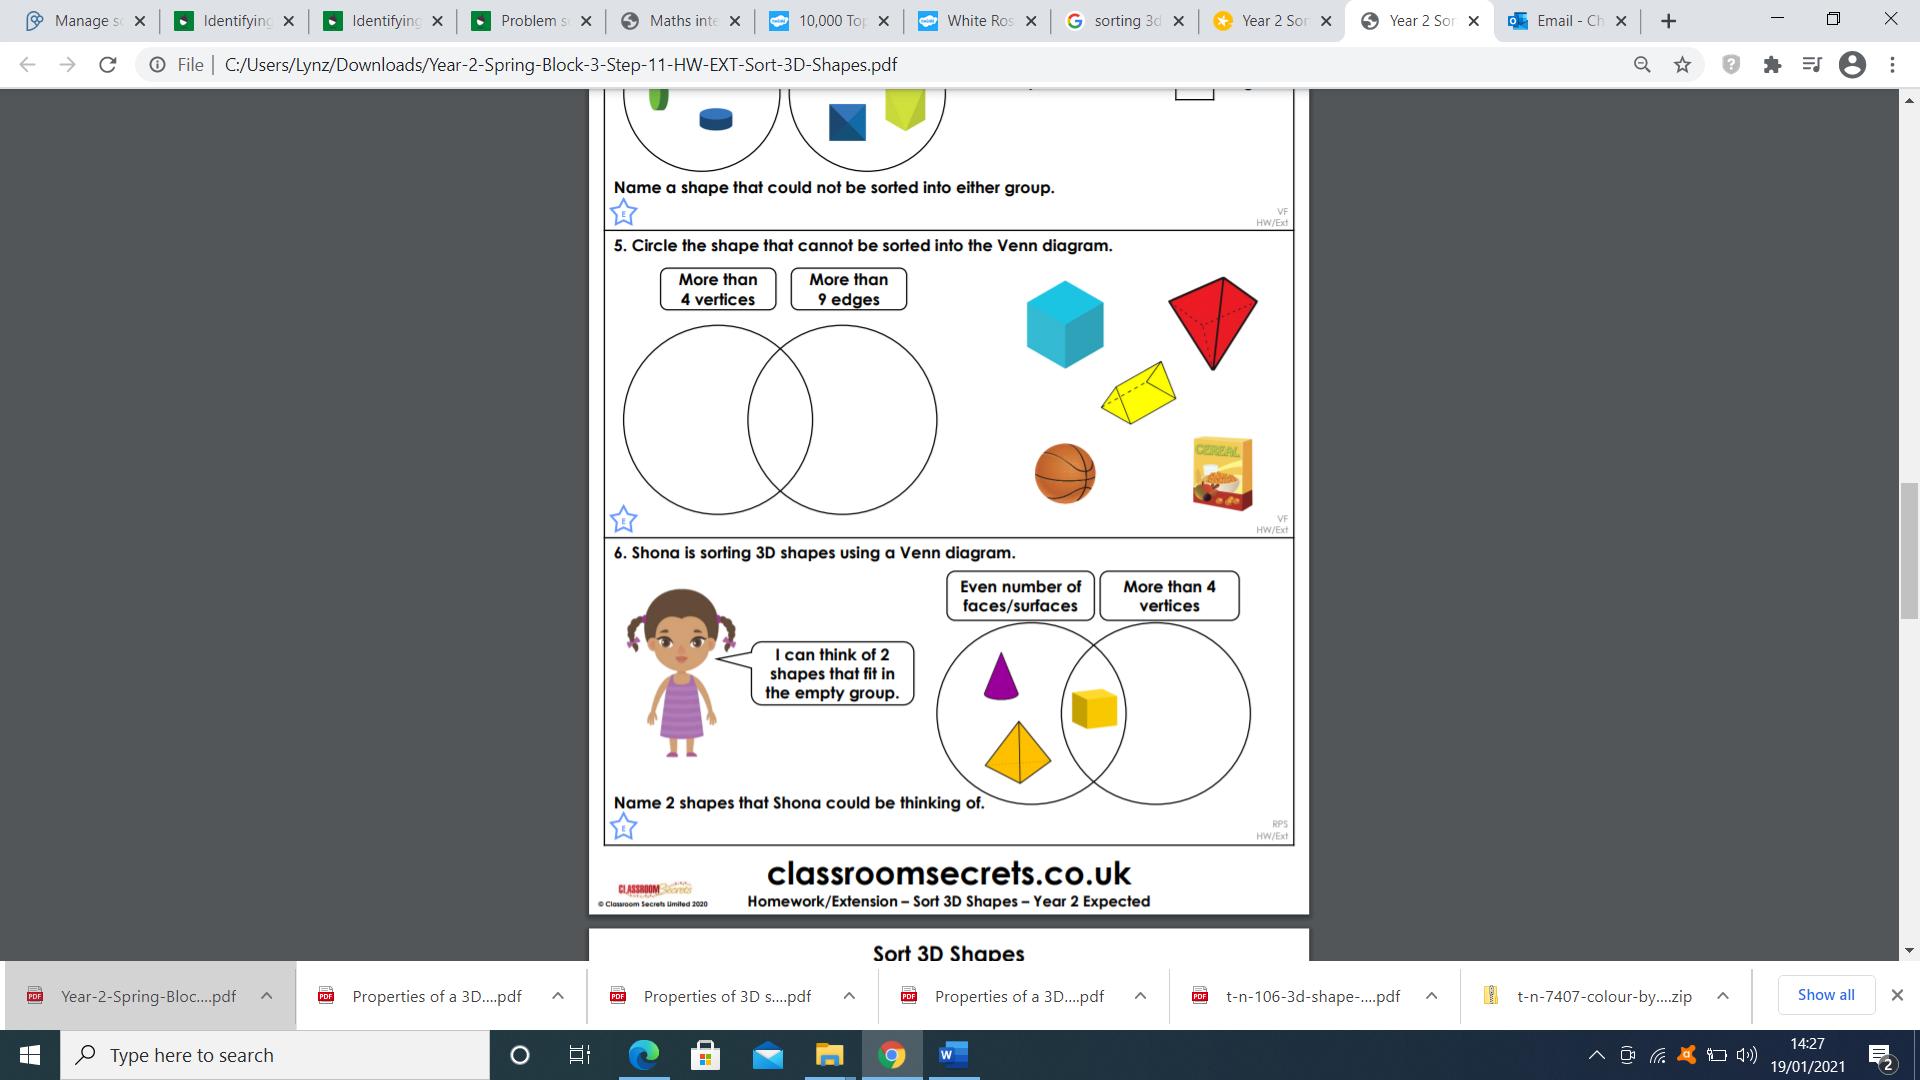 Manage so
Identifying
Identifying
Problem s
Maths inte
10,000 Top
White Ros
sorting 3d
Year 2 Sor
Year 2 Sor
Email - Ch
File | C:/Users/Lynz/Downloads/Year-2-Spring-Block-3-Step-11-HW-EXT-Sort-3D-Shapes.pdf
Name a shape that could not be sorted into either group.
E
VF
HW/Ext
5. Circle the shape that cannot be sorted into the Venn diagram.
More than
4 vertices
More than
9 edges
CEREAL
E
VF
HW/Ext
6. Shona is sorting 3D shapes using a Venn diagram.
Even number of
faces/surfaces
More than 4
vertices
I can think of 2
shapes that fit in
the empty group.
Name 2 shapes that Shona could be thinking of.
E
RPS
HW/Ext
classroomsecrets.co.uk
CLASSROOM Secrets
© Classroom Secrets Limited 2020
Homework/Extension – Sort 3D Shapes – Year 2 Expected
Sort 3D Shapes
Year-2-Spring-Bloc....pdf
Properties of a 3D....pdf
Properties of 3D s....pdf
Properties of a 3D....pdf
t-n-106-3d-shape-....pdf
t-n-7407-colour-by....zip
Show all
Type here to search
14:27
19/01/2021
2